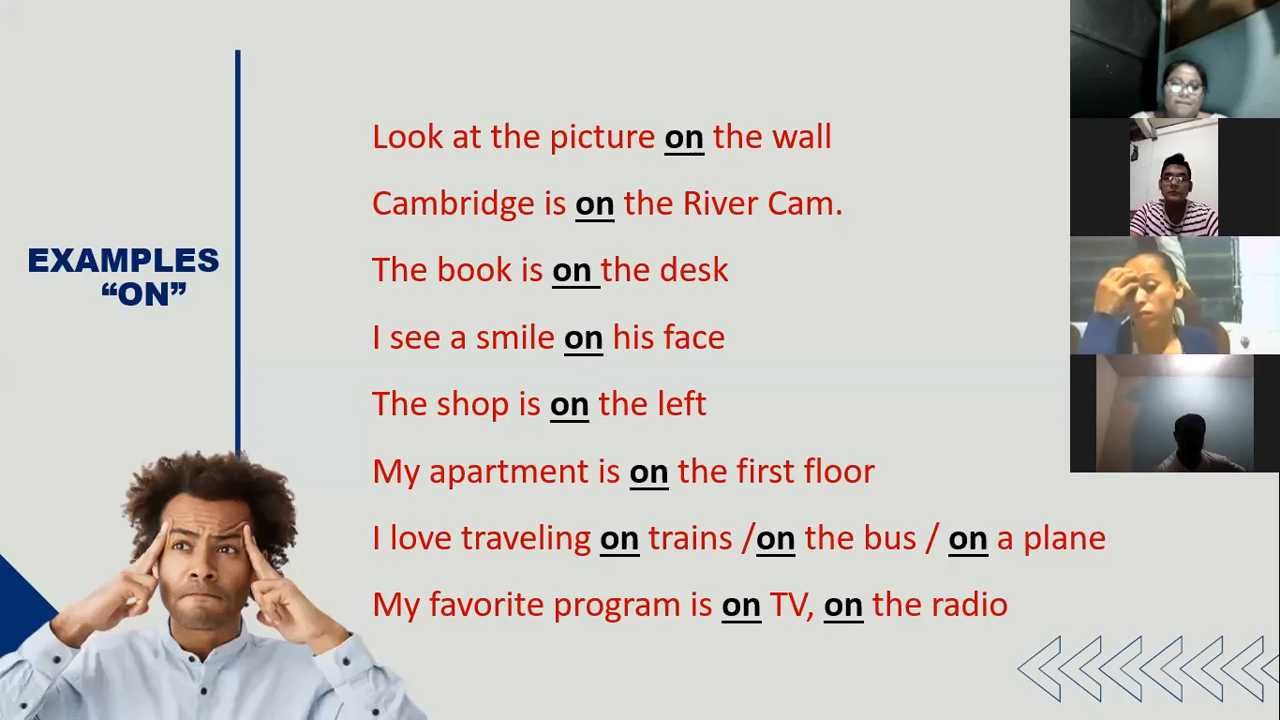 EXAMPLES
“ON”
Look at the picture on the wall
Cambridge is on the River Cam.
The book is on the desk
I see a smile on his face
The shop is on the left
My apartment is on the first floor
I love traveling on trains /on the bus / on a plane
My favorite program is on TV, on the radio